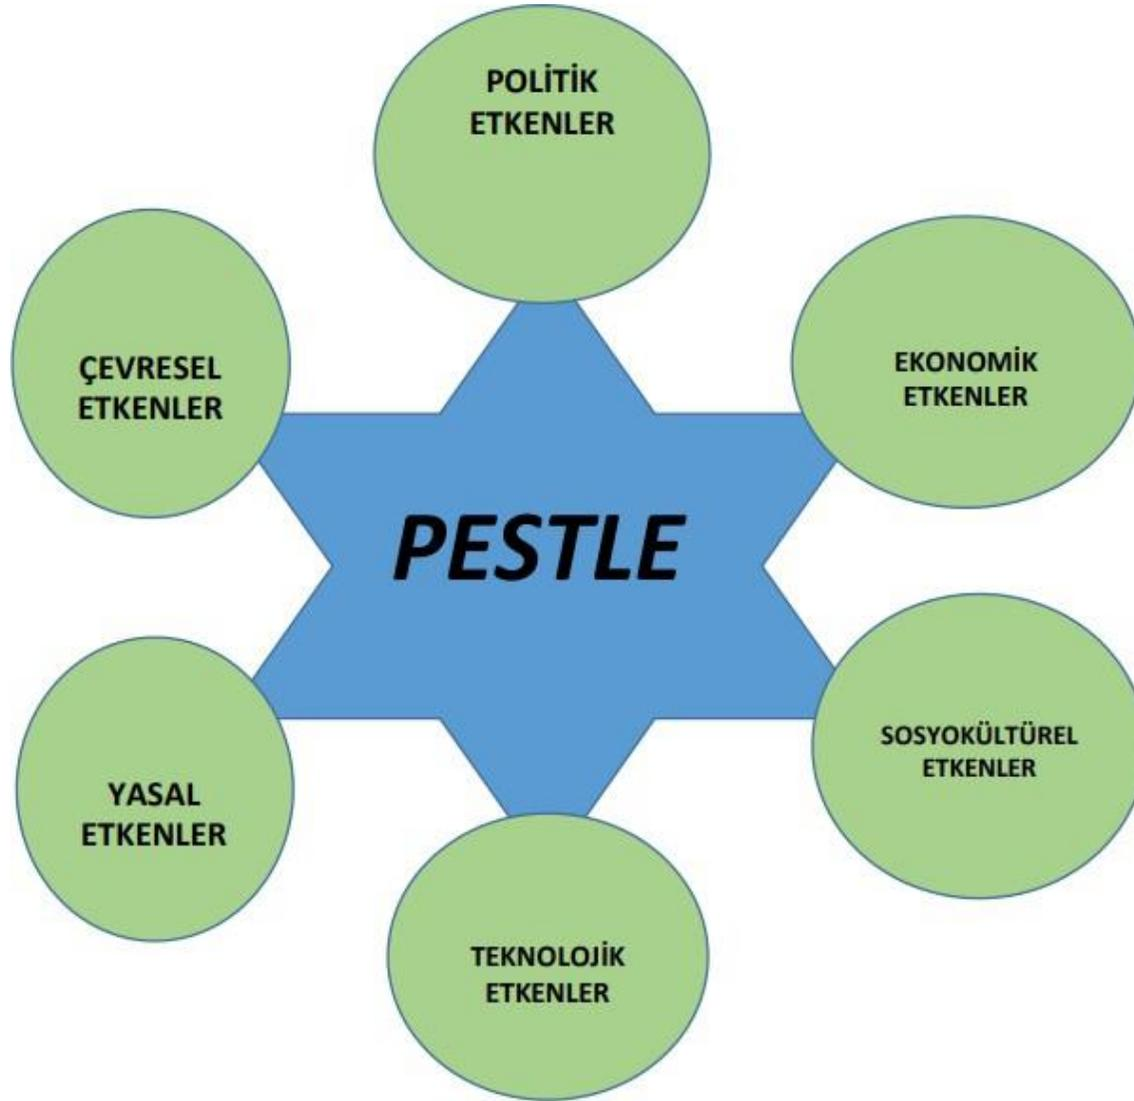 POLİTİK
ETKENLER
EKONOMİK
ETKENLER
SOSYOKÜLTÜREL
ETKENLER
TEKNOLOJİK
ETKENLER
YASAL
ETKENLER
ÇEVRESEL
ETKENLER
PESTLE